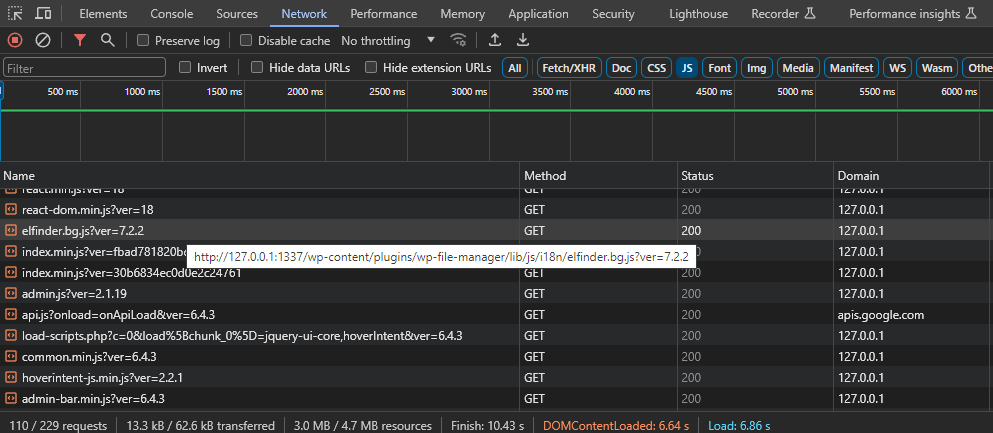 Elements Console Sources Network Performance Memory Application Security Lighthouse Recorder Performance insights
Preserve log Disable cache No throttling
Filter Invert Hide data URLs Hide extension URLs All Fetch/XHR Doc CSS JS Font Img Media Manifest WS Wasm Othe
500 ms 1000 ms 1500 ms 2000 ms 2500 ms 3000 ms 3500 ms 4000 ms 4500 ms 5000 ms 5500 ms 6000 ms
Name Method Status Domain
react.min.js?ver=18 GET 200 127.0.0.1
react-dom.min.js?ver=18 GET 200 127.0.0.1
elfinder.bg.js?ver=7.2.2 GET 200 127.0.0.1
index.min.js?ver=fbad781820b GET 200 127.0.0.1
http://127.0.0.1:1337/wp-content/plugins/wp-file-manager/lib/js/i18n/elfinder.bg.js?ver=7.2.2
index.min.js?ver=30b6834ec0d0e2c24761 GET 200 127.0.0.1
admin.js?ver=2.1.19 GET 200 127.0.0.1
api.js?onload=onApiLoad&ver=6.4.3 GET 200 apis.google.com
load-scripts.php?c=0&load%5Bchunk_0%5D=jquery-ui-core,hoverIntent&ver=6.4.3 GET 200 127.0.0.1
common.min.js?ver=6.4.3 GET 200 127.0.0.1
hoverintent-js.min.js?ver=2.2.1 GET 200 127.0.0.1
admin-bar.min.js?ver=6.4.3 GET 200 127.0.0.1
110 / 229 requests 13.3 kB / 62.6 kB transferred 3.0 MB / 4.7 MB resources Finish: 10.43 s DOMContentLoaded: 6.64 s Load: 6.86 s